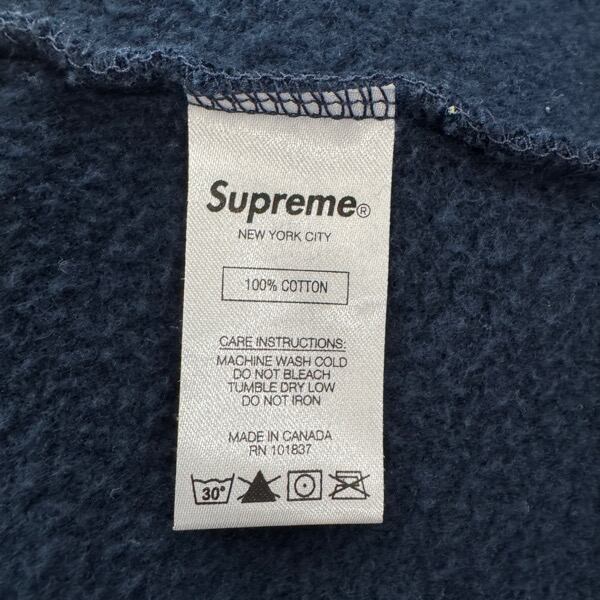 Supreme®
NEW YORK CITY
100% COTTON
CARE INSTRUCTIONS:
MACHINE WASH COLD
DO NOT BLEACH
TUMBLE DRY LOW
DO NOT IRON
MADE IN CANADA
RN 101837
30°